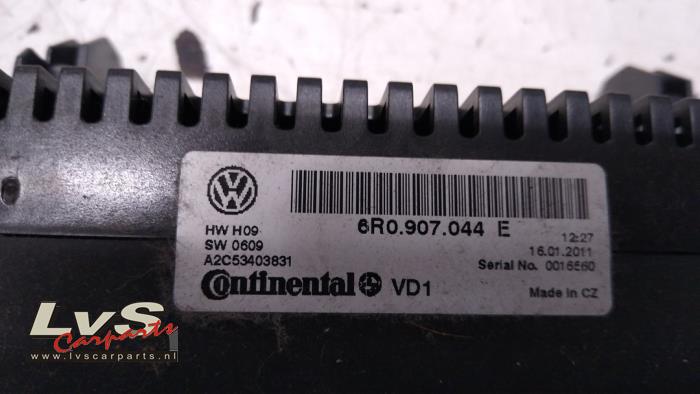 6R0.907.044 E
HW H09
SW 0609
A2C53403831
12:27
16.01.2011
Serial No. 0016560
Continental VD1
Made in CZ
LvS
Carparts
www.lvscarparts.nl